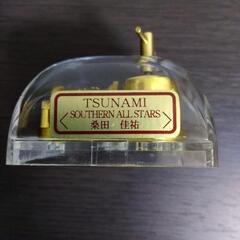 TSUNAMI
SOUTHERN ALL STARS
桑田 佳祐